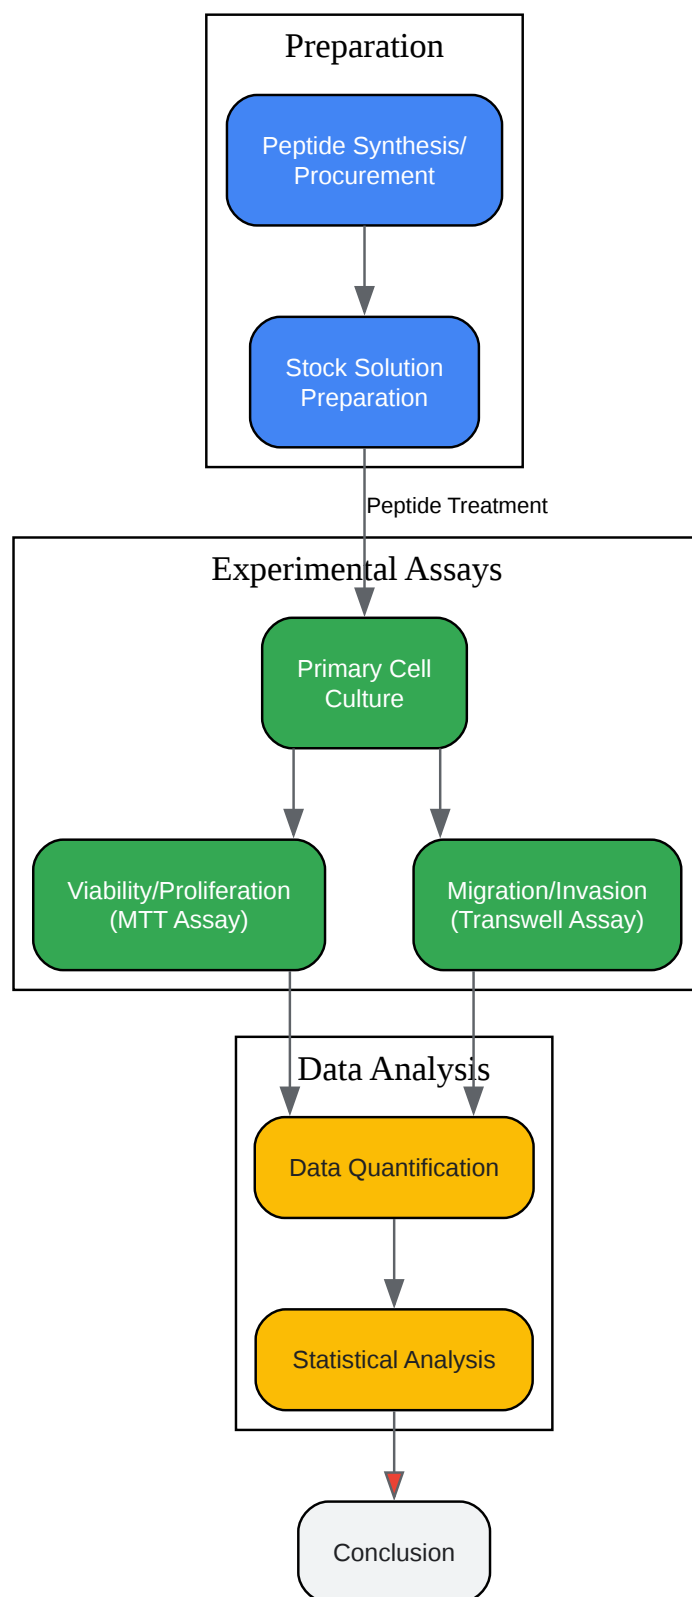 Preparation
Peptide Synthesis/
Procurement
Stock Solution
Preparation
Peptide Treatment
Experimental Assays
Primary Cell
Culture
Viability/Proliferation
(MTT Assay)
Migration/Invasion
(Transwell Assay)
Data Analysis
Data Quantification
Statistical Analysis
Conclusion